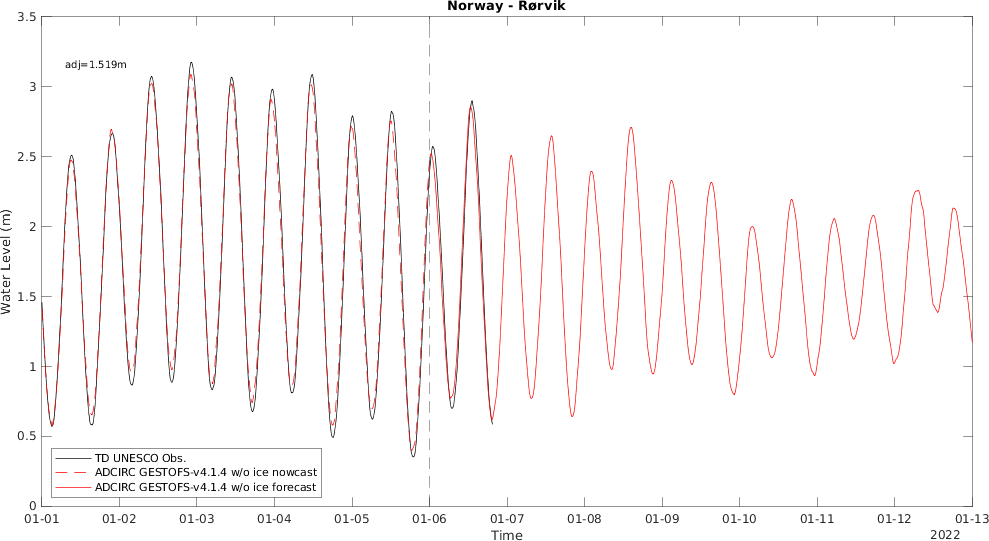 Norway - Rørvik
3.5
adj=1.519m
3
2.5
2
1.5
1
0.5
0
Water Level (m)
TD UNESCO Obs.
ADCIRC GESTOFS-v4.1.4 w/o ice nowcast
ADCIRC GESTOFS-v4.1.4 w/o ice forecast
01-01 01-02 01-03 01-04 01-05 01-06 01-07 01-08 01-09 01-10 01-11 01-12 01-13
Time
2022